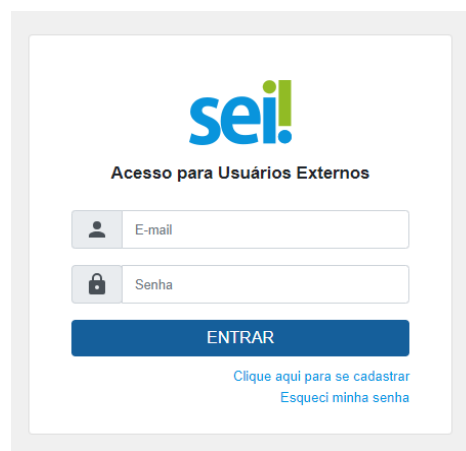 sei!
Acesso para Usuários Externos
E-mail
Senha
ENTRAR
Clique aqui para se cadastrar
Esqueci minha senha